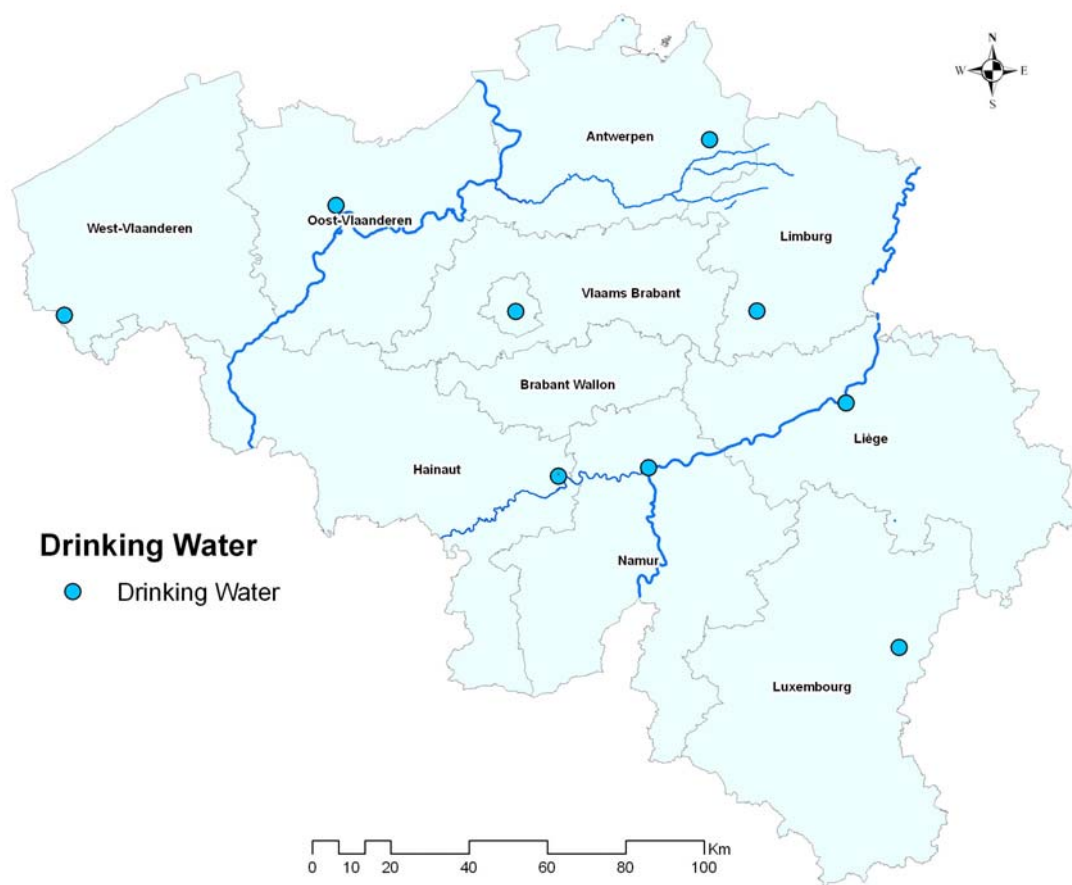 N
W E
S
Antwerpen
West-Vlaanderen
Oost-Vlaanderen
Limburg
Vlaams Brabant
Brabant Wallon
Liège
Hainaut
Drinking Water
Namur
Drinking Water
Luxembourg
Km
0 10 20 40 60 80 100